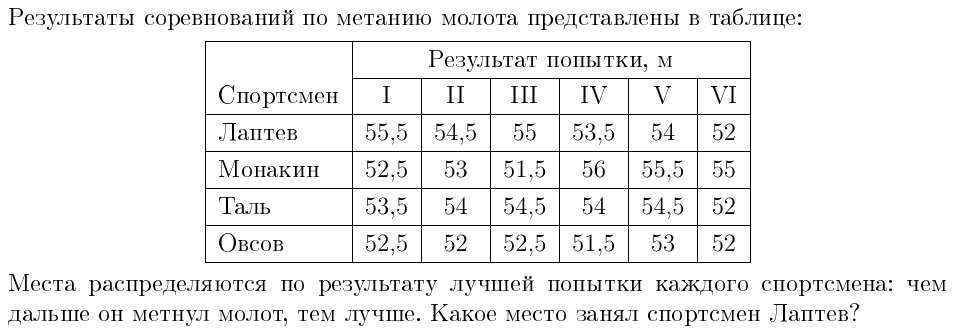 Результаты соревнований по метанию молота представлены в таблице:
Результат попытки, м
Спортсмен I II III IV V VI
Лаптев 55,5 54,5 55 53,5 54 52
Монакин 52,5 53 51,5 56 55,5 55
Таль 53,5 54 54,5 54 54,5 52
Овсов 52,5 52 52,5 51,5 53 52
Места распределяются по результату лучшей попытки каждого спортсмена: чем
дальше он метнул молот, тем лучше. Какое место занял спортсмен Лаптев?